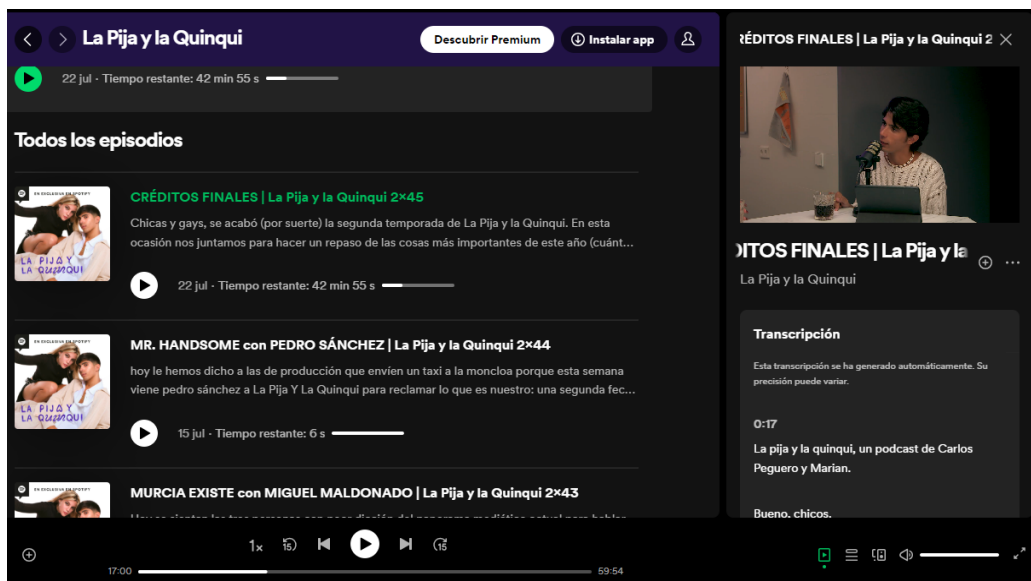 La Pija y la Quinqui
Descubrir Premium
Instalar app
22 jul · Tiempo restante: 42 min 55 s
Todos los episodios
EN EXCLUSIVA EN SPOTIFY
LA PIJA Y
LA QUINQUI
CRÉDITOS FINALES | La Pija y la Quinqui 2×45
Chicas y gays, se acabó (por suerte) la segunda temporada de La Pija y la Quinqui. En esta
ocasión nos juntamos para hacer un repaso de las cosas más importantes de este año (cuánt...
22 jul · Tiempo restante: 42 min 55 s
LA PIJA Y
LA QUINQUI
MR. HANDSOME con PEDRO SÁNCHEZ | La Pija y la Quinqui 2×44
hoy le hemos dicho a las de producción que envíen un taxi a la moncloa porque esta semana
viene pedro sánchez a La Pija Y La Quinqui para reclamar lo que es nuestro: una segunda fec...
15 jul · Tiempo restante: 6 s
EN EXCLUSIVA EN SPOTIFY
MURCIA EXISTE con MIGUEL MALDONADO | La Pija y la Quinqui 2×43
ÉDITOS FINALES | La Pija y la Quinqui 2
DITOS FINALES | La Pija y la
La Pija y la Quinqui
Transcripción
Esta transcripción se ha generado automáticamente. Su
precisión puede variar.
0:17
La pija y la quinqui, un podcast de Carlos
Peguero y Marian.
Bueno, chicos.
1x
15
15
17:00
59:54